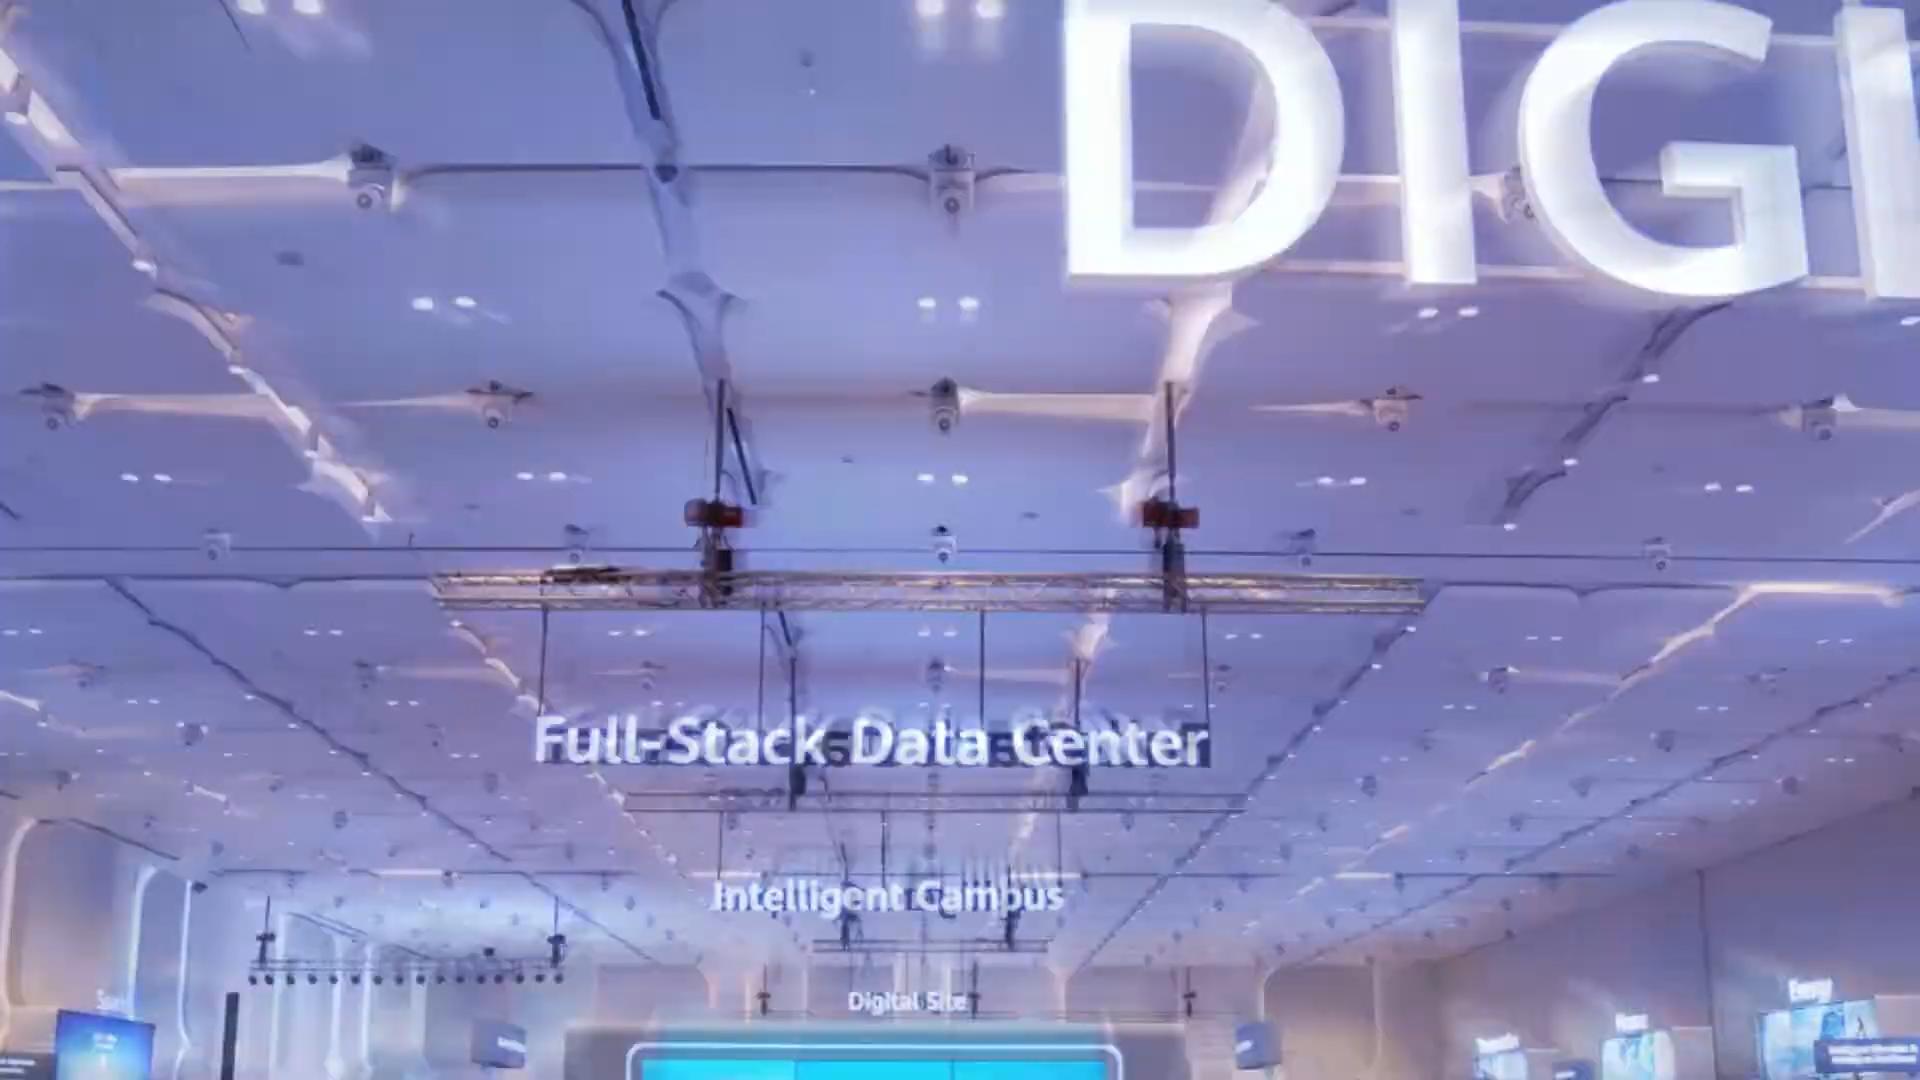 DIGI
Full-Stack Data Center
Intelligent Campus
Digital Site